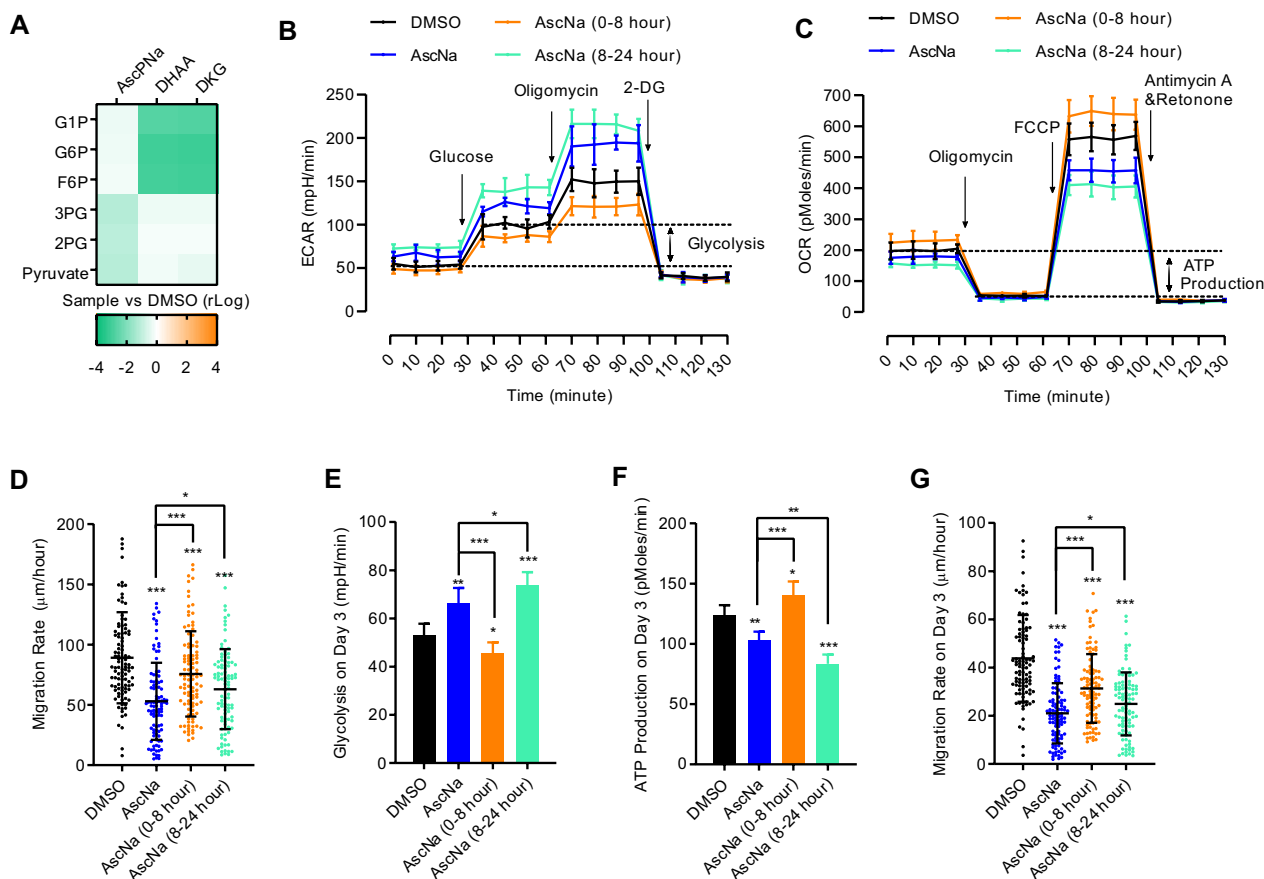 A
AscPNa
DHAA
DKG
G1P
G6P
F6P
3PG
2PG
Pyruvate
Sample vs DMSO (rLog)
-4 -2 0 2 4
B
DMSO
AscNa (0-8 hour)
AscNa
AscNa (8-24 hour)
Glucose
Oligomycin
2-DG
Glycolysis
ECAR (mpH/min)
250
200
150
100
50
0
0 10 20 30 40 50 60 70 80 90 100 110 120 130
Time (minute)
C
DMSO
AscNa (0-8 hour)
AscNa
AscNa (8-24 hour)
Oligomycin
FCCP
Antimycin A
&Retonone
ATP
Production
OCR (pMoles/min)
700
600
500
400
300
200
100
0
0 10 20 30 40 50 60 70 80 90 100 110 120 130
Time (minute)
D
Migration Rate (μm/hour)
200
150
100
50
0
*
***
***
***
***
DMSO
AscNa
AscNa (0-8 hour)
AscNa (8-24 hour)
E
Glycolysis on Day 3 (mpH/min)
100
80
60
40
20
0
*
***
**
*
***
DMSO
AscNa
AscNa (0-8 hour)
AscNa (8-24 hour)
F
ATP Production on Day 3 (pMoles/min)
200
150
100
50
0
**
***
**
*
***
DMSO
AscNa
AscNa (0-8 hour)
AscNa (8-24 hour)
G
Migration Rate on Day 3 (μm/hour)
100
80
60
40
20
0
*
***
***
***
***
DMSO
AscNa
AscNa (0-8 hour)
AscNa (8-24 hour)